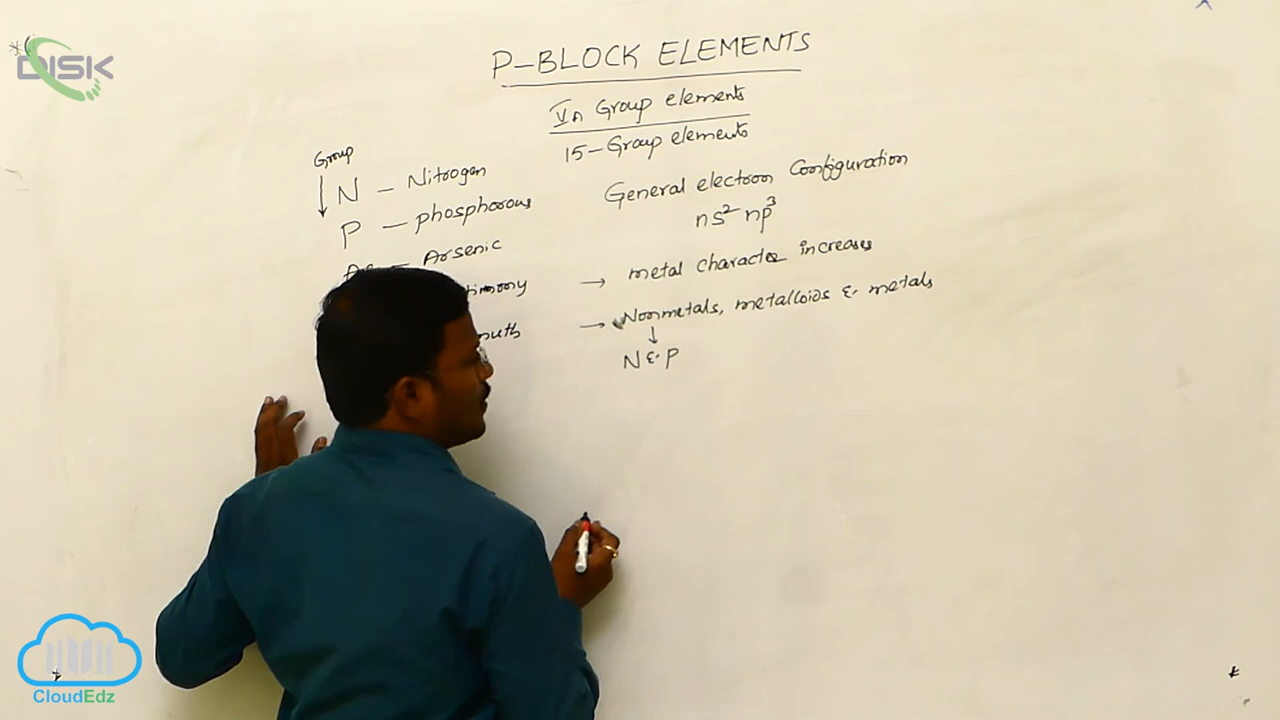 DISK
P-BLOCK ELEMENTS
VA Group elements
15-Group elements
Group
N - Nitrogen
P - phosphorous
As - Arsenic
General electron Configuration
ns² np³
→ metal character increases
→ Nonmetals, metalloids & metals
↓
N & P
CloudEdz